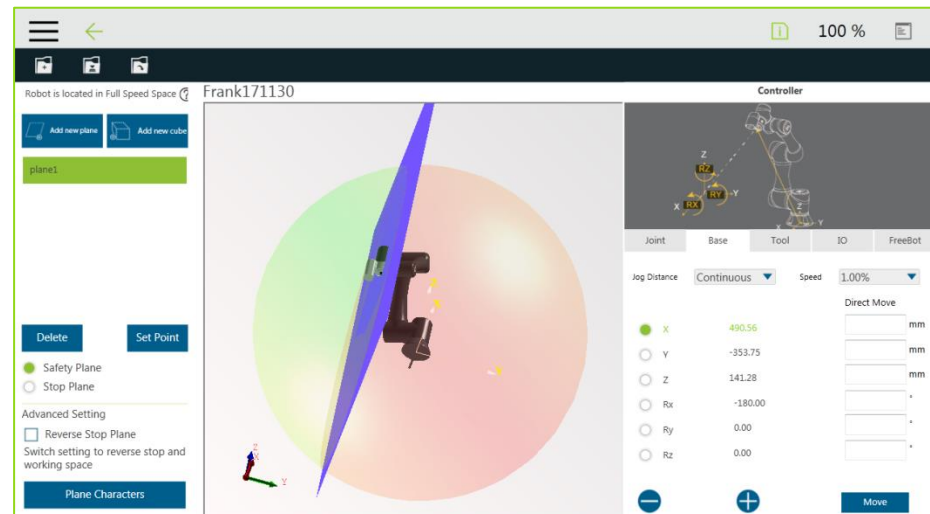 100 %
Robot is located in Full Speed Space
Frank171130
Controller
Add new plane
Add new cube
plane1
Z
RZ
RY
Y
X
RX
Z
X
Y
Joint
Base
Tool
IO
FreeBot
Jog Distance
Continuous
Speed
1.00%
Direct Move
X
490.56
mm
Y
-353.75
mm
Z
141.28
mm
Rx
-180.00
°
Ry
0.00
°
Rz
0.00
°
Delete
Set Point
Safety Plane
Stop Plane
Advanced Setting
Reverse Stop Plane
Switch setting to reverse stop and
working space
Plane Characters
Z
X
Y
Move